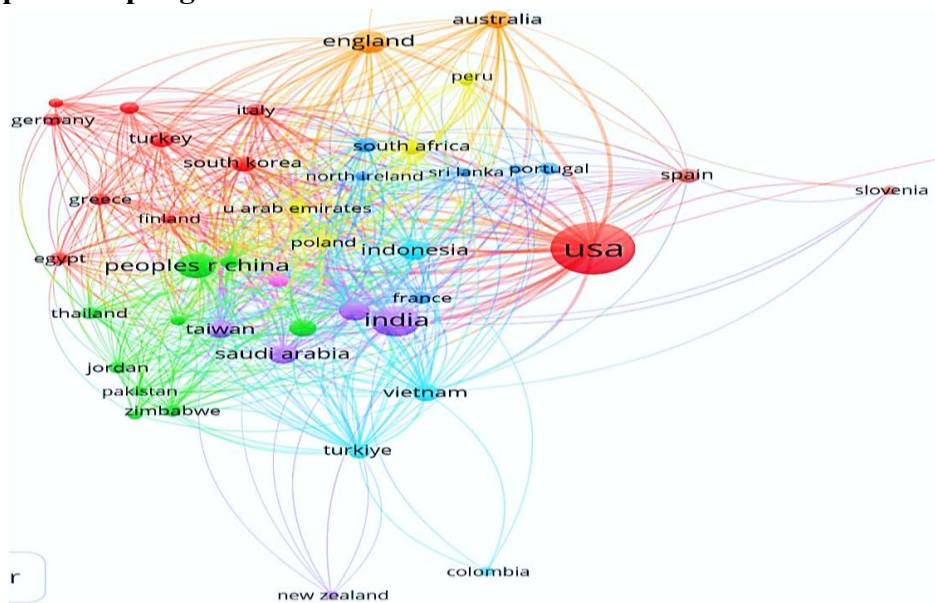 australia
england
peru
germany
italy
turkey
south africa
south korea
north ireland
sri lanka
portugal
spain
slovenia
greece
u arab emirates
finland
poland
indonesia
usa
egypt
peoples r china
france
thailand
taiwan
india
saudi arabia
jordan
pakistan
vietnam
zimbabwe
turkiye
colombia
r
new zealand